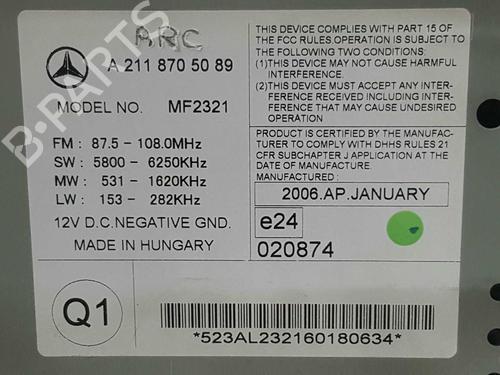 ARC
A 211 870 50 89
MODEL NO. MF2321
FM : 87.5 - 108.0MHz
SW : 5800 - 6250KHz
MW : 531 - 1620KHz
LW : 153 - 282KHz
12V D.C.NEGATIVE GND.
MADE IN HUNGARY
THIS DEVICE COMPLIES WITH PART 15 OF
THE FCC RULES.OPERATION IS SUBJECT TO
THE FOLLOWING TWO CONDITIONS:
(1)THIS DEVICE MAY NOT CAUSE HARMFUL
INTERFERENCE.
(2)THIS DEVICE MUST ACCEPT ANY INTER-
FERENCE RECEIVED INCLUDING INTER-
FERENCE THAT MAY CAUSE UNDESIRED
OPERATION
PRODUCT IS CERTIFIED BY THE MANUFAC-
TURER TO COMPLY WITH DHHS RULES 21
CFR SUBCHAPTER J APPLICATION AT THE
DATE OF MANUFACTURE.
MANUFACTURED :
2006.AP.JANUARY
e24
020874
Q1
*523AL232160180634*
B-PARTS